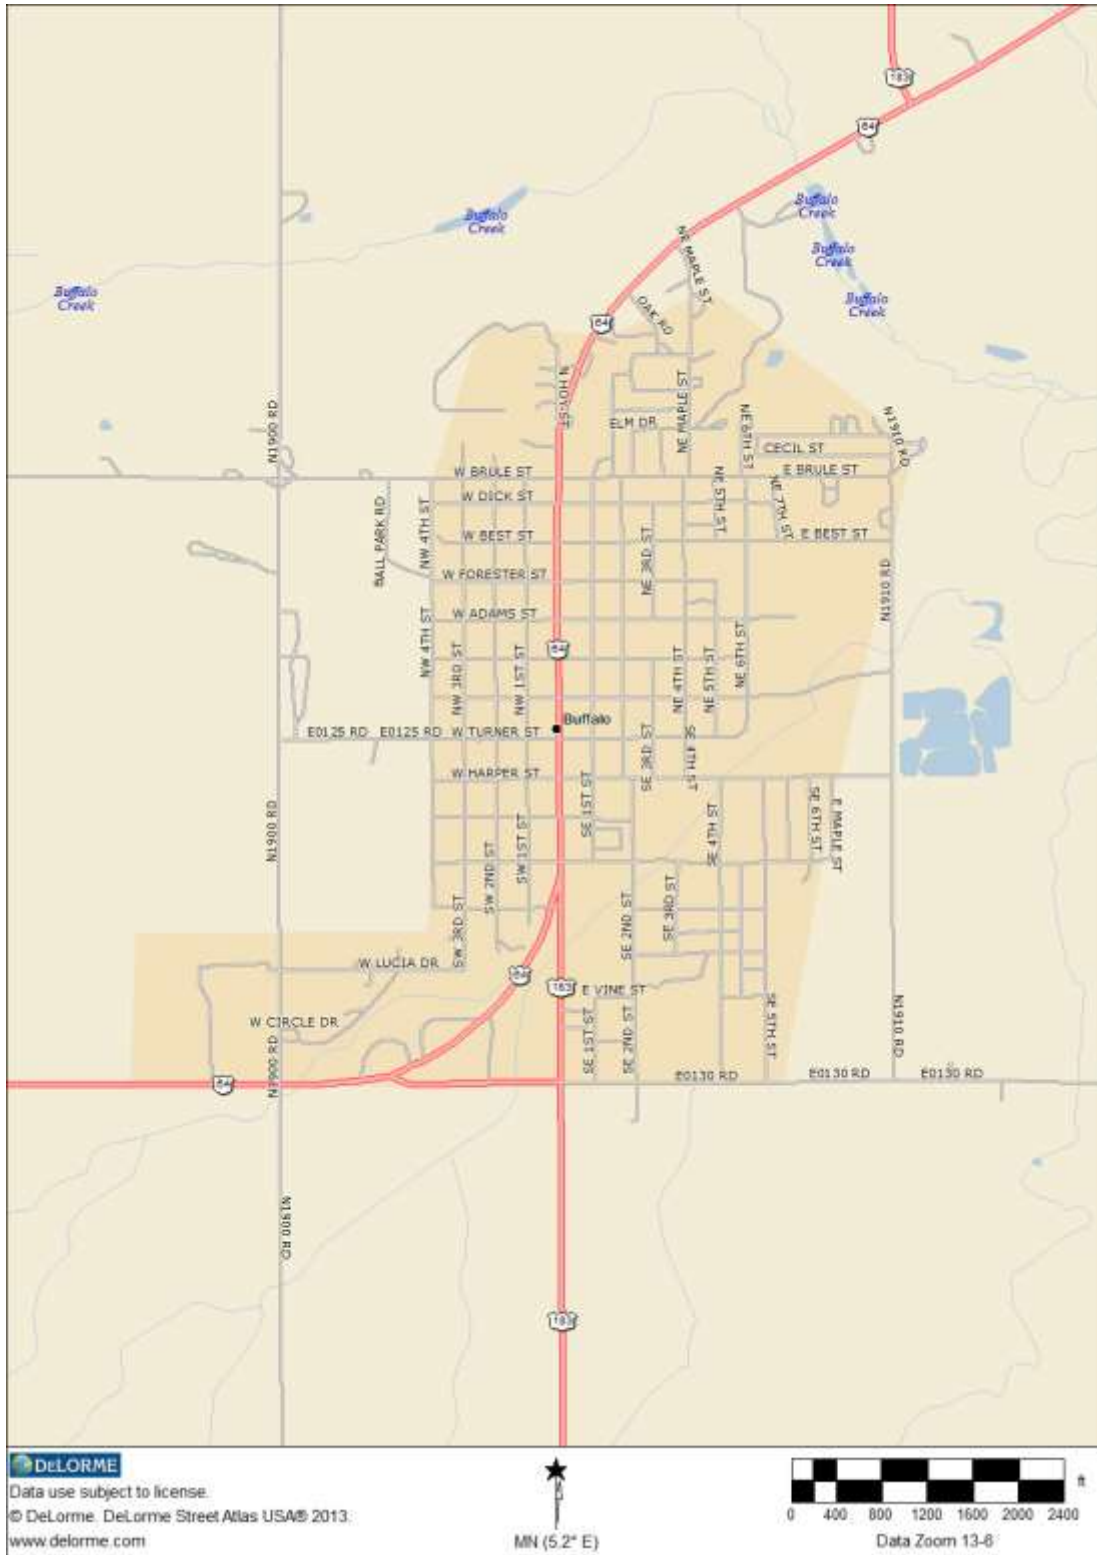 183
64
Buffalo
Creek
Buffalo
Creek
Buffalo
Creek
Buffalo
Creek
Buffalo
Creek
NE MAPLE ST
OAK RD
64
N HOY ST
NE MAPLE ST
ELM DR
NE 6TH ST
N1910 RD
N1900 RD
CECIL ST
W BRULE ST
E BRULE ST
W DICK ST
NE 5TH ST
NE 7TH ST
BALL PARK RD
NW 4TH ST
W BEST ST
E BEST ST
NE 3RD ST
W FORESTER ST
N1910 RD
W ADAMS ST
NW 4TH ST
NW 3RD ST
NW 1ST ST
64
NE 4TH ST
NE 5TH ST
NE 6TH ST
Buffalo
E0125 RD
E0125 RD
W TURNER ST
SE 3RD ST
SE 4TH ST
W HARPER ST
N1900 RD
SE 1ST ST
SE 4TH ST
SE 6TH ST
E MAPLE ST
SW 1ST ST
SW 2ND ST
SW 3RD ST
SE 2ND ST
SE 3RD ST
W LUCIA DR
64
183
E VINE ST
W CIRCLE DR
SE 1ST ST
SE 2ND ST
SE 5TH ST
N1910 RD
N1900 RD
64
E0130 RD
E0130 RD
E0130 RD
N1900 RD
183
DELORME
Data use subject to license.
© DeLorme. DeLorme Street Atlas USA® 2013.
www.delorme.com
MN (5.2° E)
ft
0 400 800 1200 1600 2000 2400
Data Zoom 13-6